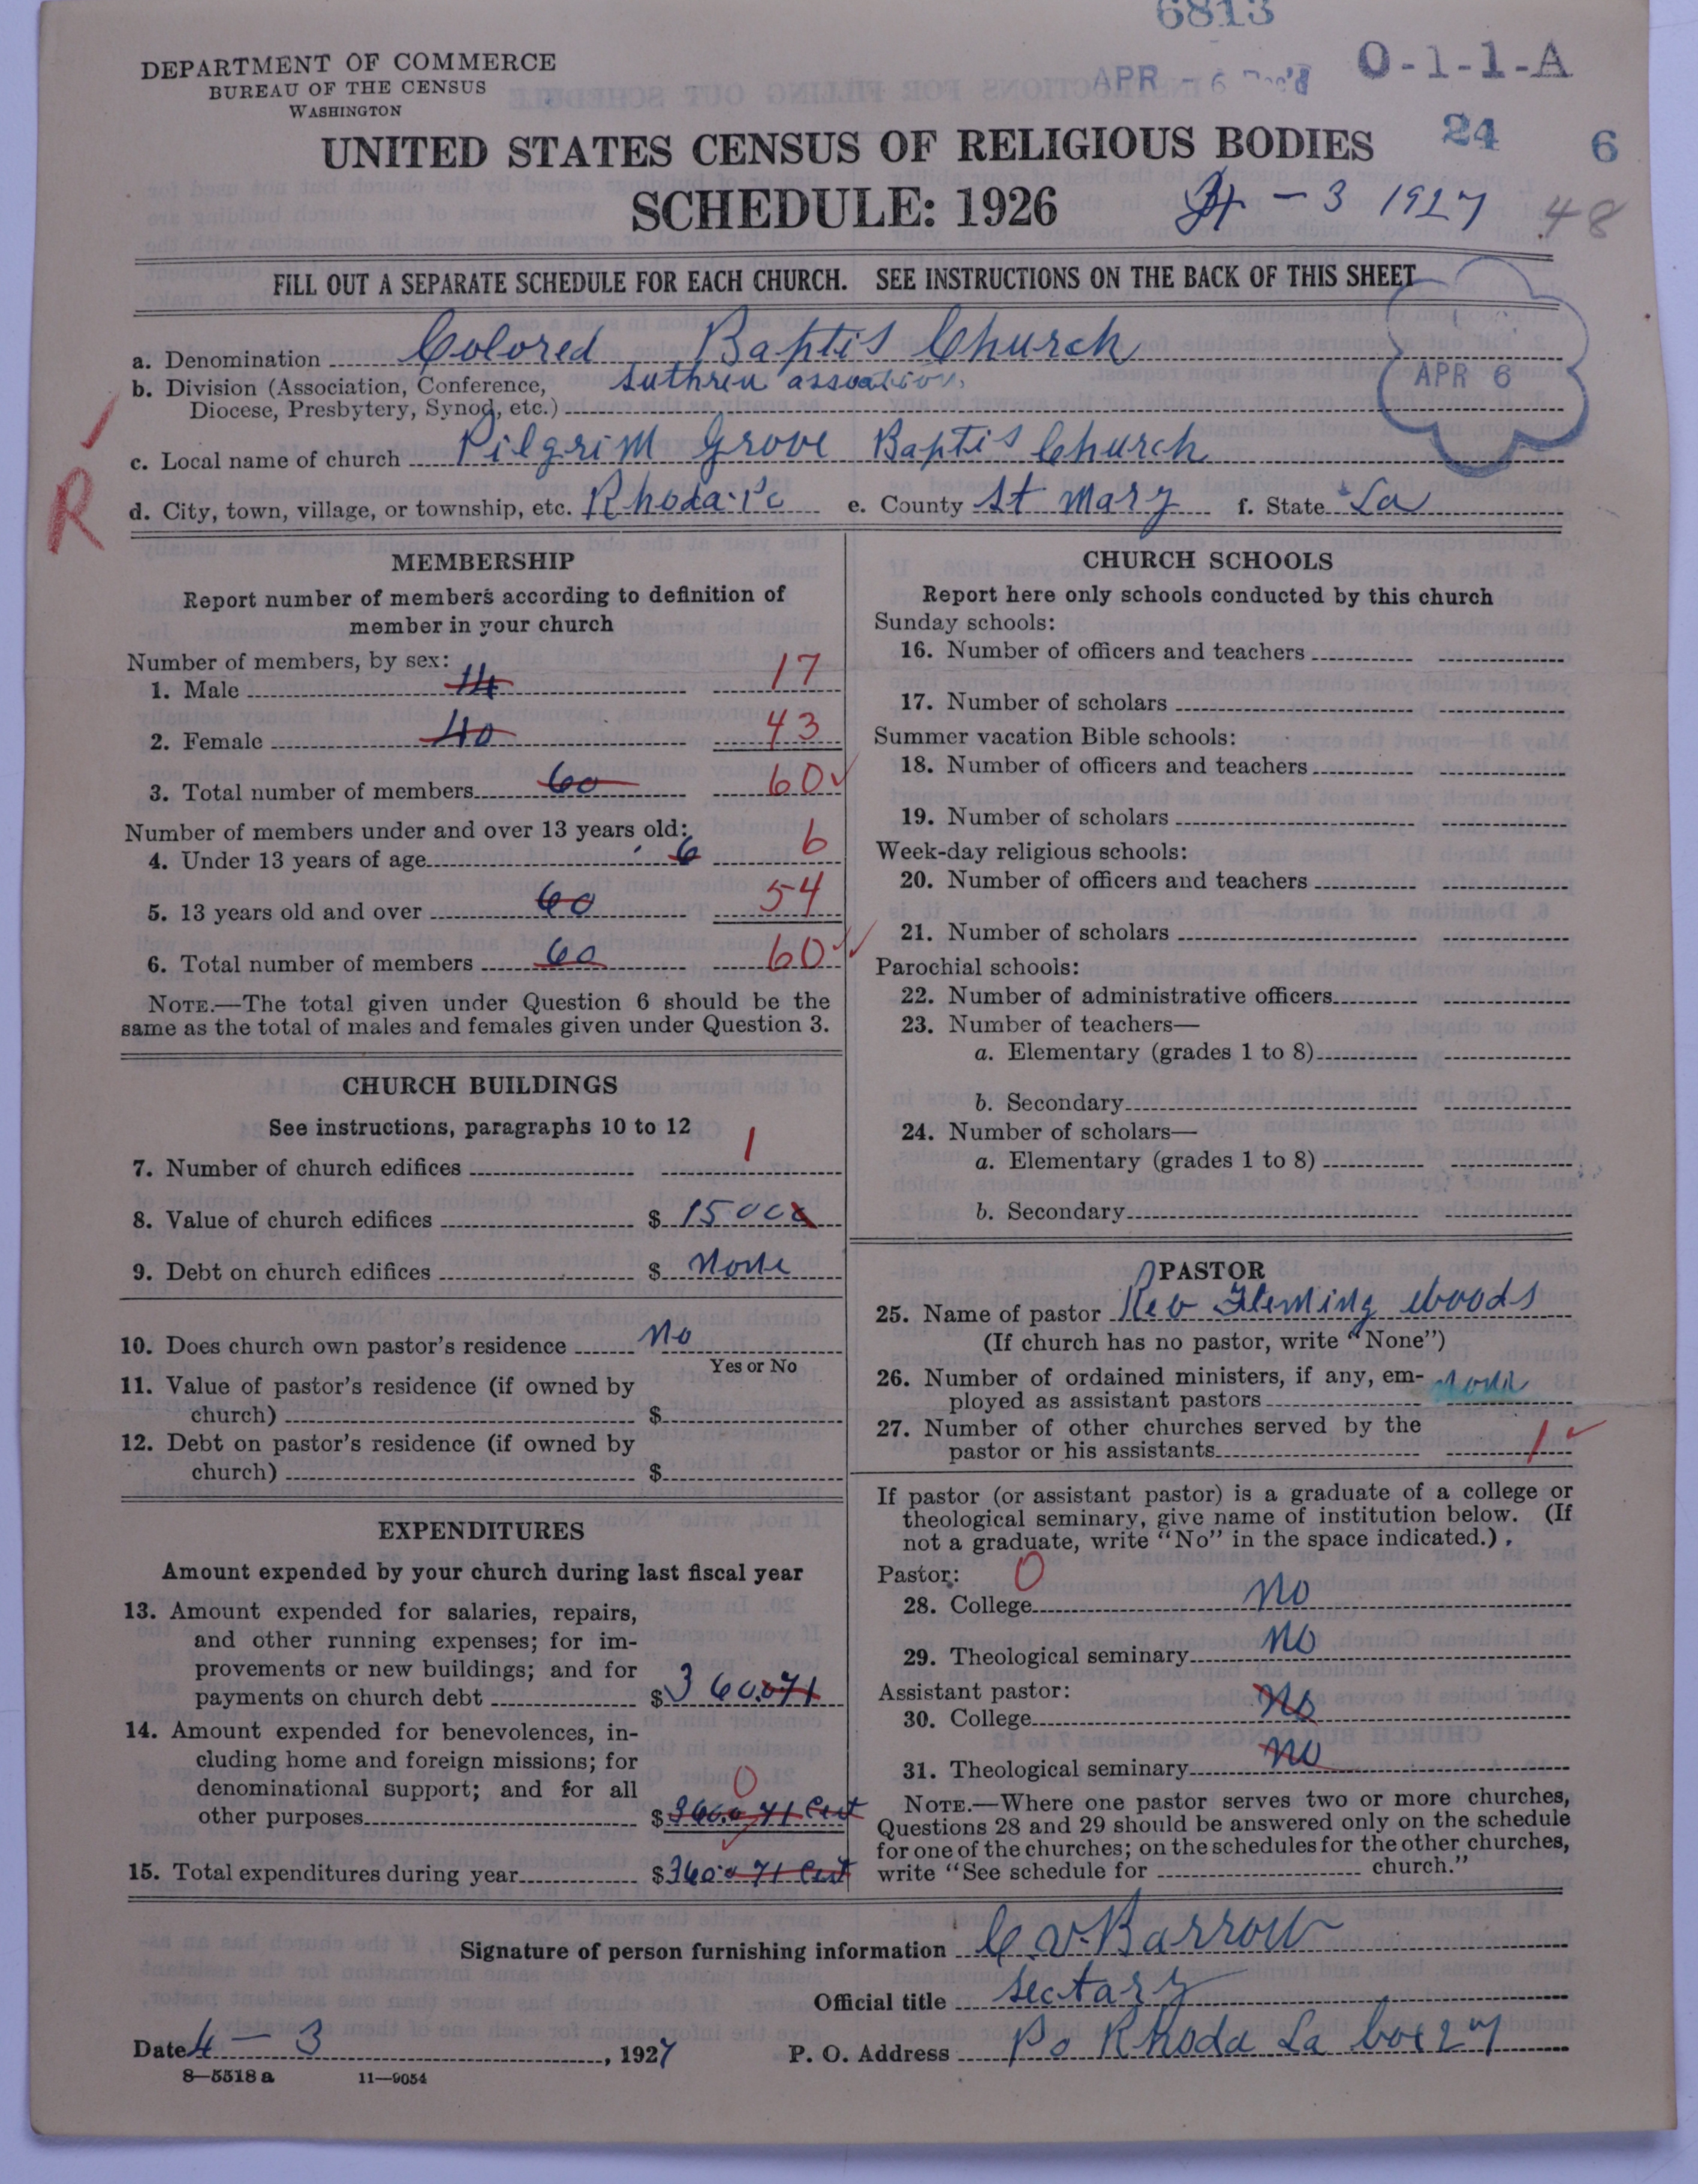 6813
DEPARTMENT OF COMMERCE
BUREAU OF THE CENSUS
WASHINGTON
APR - 6
O-1-1-A
UNITED STATES CENSUS OF RELIGIOUS BODIES
24 6
SCHEDULE: 1926
- 3 1927 48
FILL OUT A SEPARATE SCHEDULE FOR EACH CHURCH. SEE INSTRUCTIONS ON THE BACK OF THIS SHEET
a. Denomination Colored Baptis Church
b. Division (Association, Conference, Suthren assoation
Diocese, Presbytery, Synod, etc.)
APR 6
R
c. Local name of church Pilgrim Grove Baptis Church
d. City, town, village, or township, etc. Rhoda e. County St Mary f. State La
MEMBERSHIP
Report number of members according to definition of
member in your church
Number of members, by sex:
1. Male 14 17
2. Female 40 43
3. Total number of members 60 60
Number of members under and over 13 years old:
4. Under 13 years of age 6 6
5. 13 years old and over 60 54
6. Total number of members 60 60
NOTE.—The total given under Question 6 should be the
same as the total of males and females given under Question 3.
CHURCH BUILDINGS
See instructions, paragraphs 10 to 12
7. Number of church edifices 1
8. Value of church edifices $ 15.00
9. Debt on church edifices $ None
10. Does church own pastor's residence No
Yes or No
11. Value of pastor's residence (if owned by
church) $
12. Debt on pastor's residence (if owned by
church) $
EXPENDITURES
Amount expended by your church during last fiscal year
13. Amount expended for salaries, repairs,
and other running expenses; for im-
provements or new buildings; and for
payments on church debt $ 360.071
14. Amount expended for benevolences, in-
cluding home and foreign missions; for
denominational support; and for all 0
other purposes $ 360.0 71 Cent
15. Total expenditures during year $ 360.0 71 Cent
CHURCH SCHOOLS
Report here only schools conducted by this church
Sunday schools:
16. Number of officers and teachers
17. Number of scholars
Summer vacation Bible schools:
18. Number of officers and teachers
19. Number of scholars
Week-day religious schools:
20. Number of officers and teachers
21. Number of scholars
Parochial schools:
22. Number of administrative officers
23. Number of teachers—
a. Elementary (grades 1 to 8)
b. Secondary
24. Number of scholars—
a. Elementary (grades 1 to 8)
b. Secondary
PASTOR
25. Name of pastor Rev Fleming Woods
(If church has no pastor, write "None")
26. Number of ordained ministers, if any, em-
ployed as assistant pastors none
27. Number of other churches served by the
pastor or his assistants 1
If pastor (or assistant pastor) is a graduate of a college or
theological seminary, give name of institution below. (If
not a graduate, write "No" in the space indicated.)
Pastor: 0
28. College No
29. Theological seminary No
Assistant pastor:
30. College No
31. Theological seminary No
NOTE.—Where one pastor serves two or more churches,
Questions 28 and 29 should be answered only on the schedule
for one of the churches; on the schedules for the other churches,
write "See schedule for church."
Signature of person furnishing information C. V. Barrow
Official title Sectary
Date 4 - 3, 1927 P. O. Address Po Rhoda La box 27
8—5518 a 11—9054